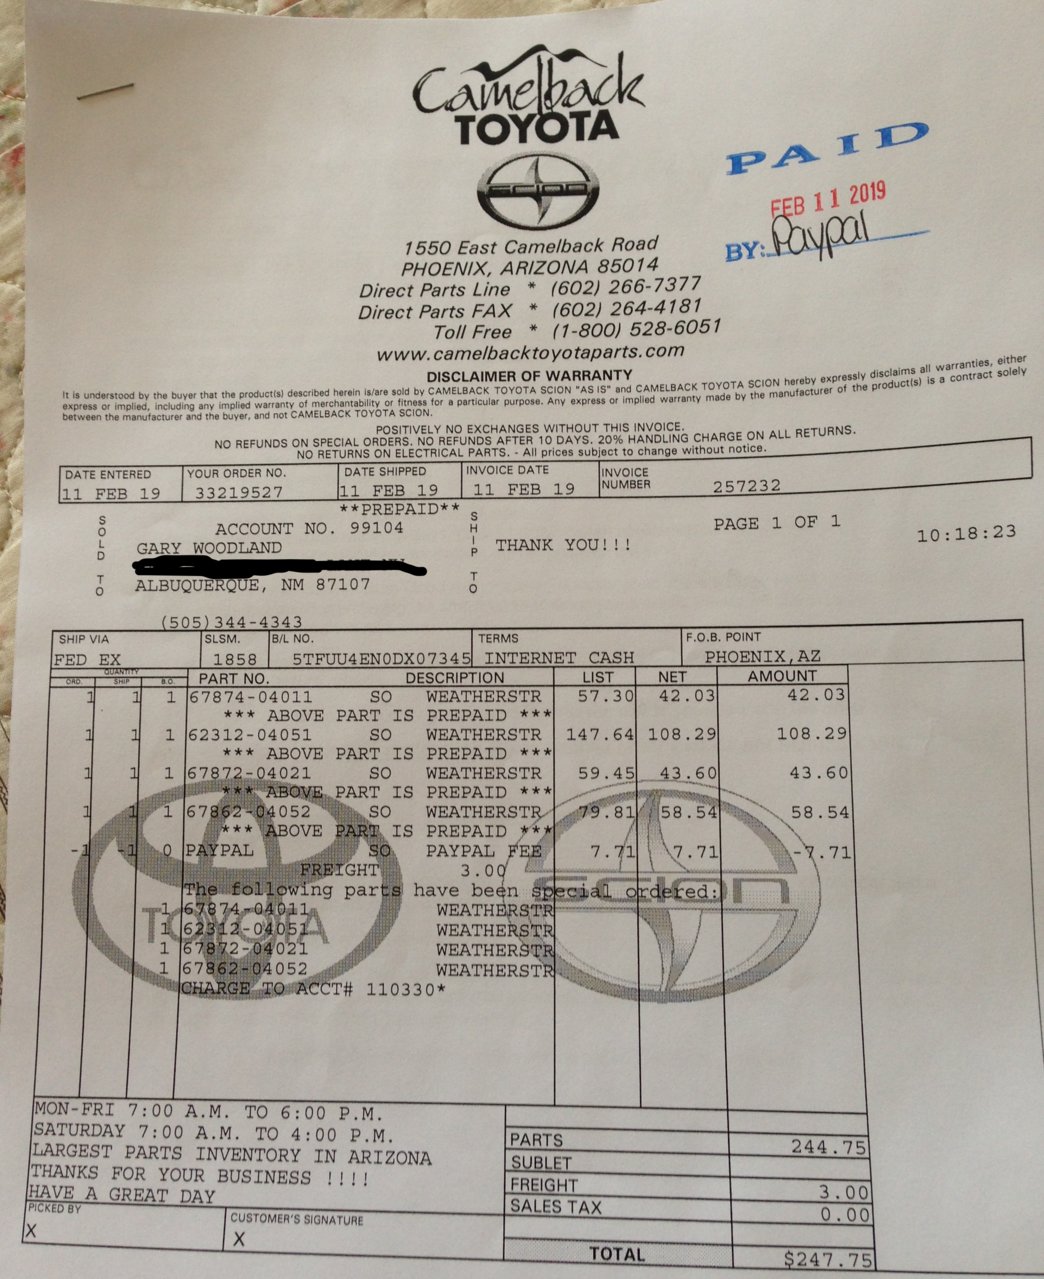 Camelback
TOYOTA
SCION
PAID
FEB 11 2019
BY: Paypal
1550 East Camelback Road
PHOENIX, ARIZONA 85014
Direct Parts Line * (602) 266-7377
Direct Parts FAX * (602) 264-4181
Toll Free * (1-800) 528-6051
www.camelbacktoyotaparts.com
DISCLAIMER OF WARRANTY
It is understood by the buyer that the product(s) described herein is/are sold by CAMELBACK TOYOTA SCION "AS IS" and CAMELBACK TOYOTA SCION hereby expressly disclaims all warranties, either
express or implied, including any implied warranty of merchantability or fitness for a particular purpose. Any express or implied warranty made by the manufacturer of the product(s) is a contract solely
between the manufacturer and the buyer, and not CAMELBACK TOYOTA SCION.
POSITIVELY NO EXCHANGES WITHOUT THIS INVOICE.
NO REFUNDS ON SPECIAL ORDERS. NO REFUNDS AFTER 10 DAYS. 20% HANDLING CHARGE ON ALL RETURNS.
NO RETURNS ON ELECTRICAL PARTS. - All prices subject to change without notice.
DATE ENTERED YOUR ORDER NO. DATE SHIPPED INVOICE DATE INVOICE NUMBER
11 FEB 19 33219527 11 FEB 19 11 FEB 19 257232
**PREPAID**
SOLD TO
ACCOUNT NO. 99104
GARY WOODLAND
ALBUQUERQUE, NM 87107
(505)344-4343
SHIP TO
THANK YOU!!!
PAGE 1 OF 1
10:18:23
SHIP VIA SLSM. B/L NO. TERMS F.O.B. POINT
FED EX 1858 5TFUU4EN0DX07345 INTERNET CASH PHOENIX,AZ
QUANTITY
ORD. SHIP B.O. PART NO. DESCRIPTION LIST NET AMOUNT
1 1 1 67874-04011 SO WEATHERSTR 57.30 42.03 42.03
*** ABOVE PART IS PREPAID ***
1 1 1 62312-04051 SO WEATHERSTR 147.64 108.29 108.29
*** ABOVE PART IS PREPAID ***
1 1 1 67872-04021 SO WEATHERSTR 59.45 43.60 43.60
*** ABOVE PART IS PREPAID ***
1 1 1 67862-04052 SO WEATHERSTR 79.81 58.54 58.54
*** ABOVE PART IS PREPAID ***
-1 -1 0 PAYPAL SO PAYPAL FEE 7.71 7.71 -7.71
FREIGHT 3.00
The following parts have been special ordered:
1 67874-04011 WEATHERSTR
1 62312-04051 WEATHERSTR
1 67872-04021 WEATHERSTR
1 67862-04052 WEATHERSTR
CHARGE TO ACCT# 110330*
TOYOTA
SCION
MON-FRI 7:00 A.M. TO 6:00 P.M.
SATURDAY 7:00 A.M. TO 4:00 P.M.
LARGEST PARTS INVENTORY IN ARIZONA
THANKS FOR YOUR BUSINESS !!!!
HAVE A GREAT DAY
PICKED BY
X
CUSTOMER'S SIGNATURE
X
PARTS 244.75
SUBLET
FREIGHT 3.00
SALES TAX 0.00
TOTAL $247.75